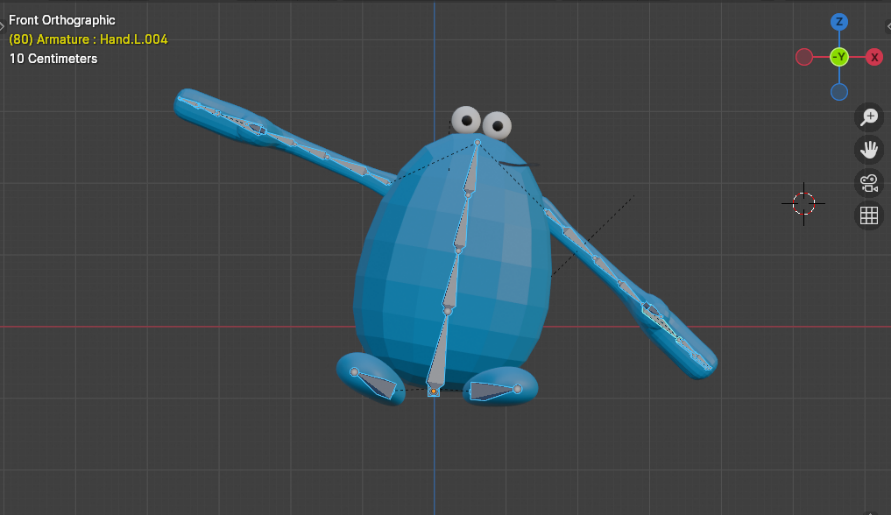 Front Orthographic
(80) Armature : Hand.L.004
10 Centimeters
Z
-Y
X